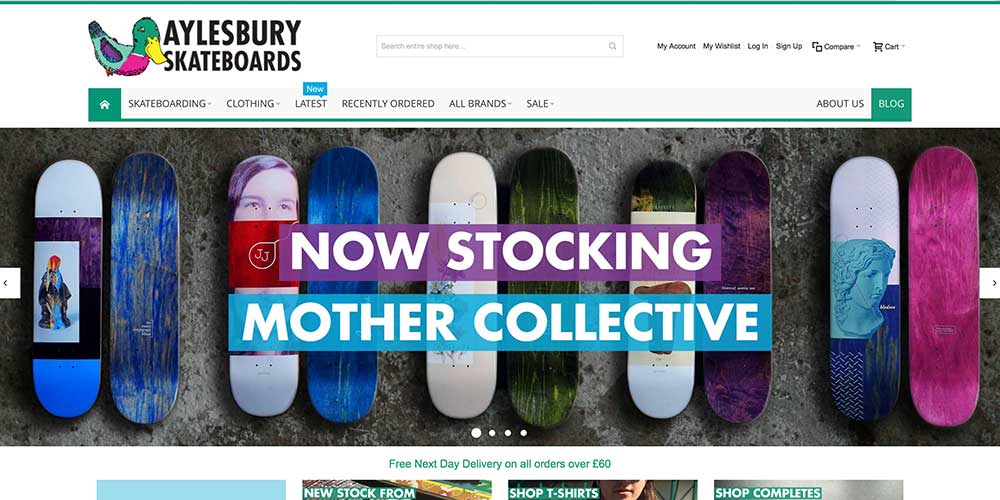 AYLESBURY
SKATEBOARDS
Search entire shop here...
My Account My Wishlist Log In Sign Up Compare Cart
New
SKATEBOARDING CLOTHING LATEST RECENTLY ORDERED ALL BRANDS SALE ABOUT US BLOG
JJ
NOW STOCKING
MOTHER COLLECTIVE
Free Next Day Delivery on all orders over £60
NEW STOCK FROM
SHOP T-SHIRTS
SHOP COMPLETES